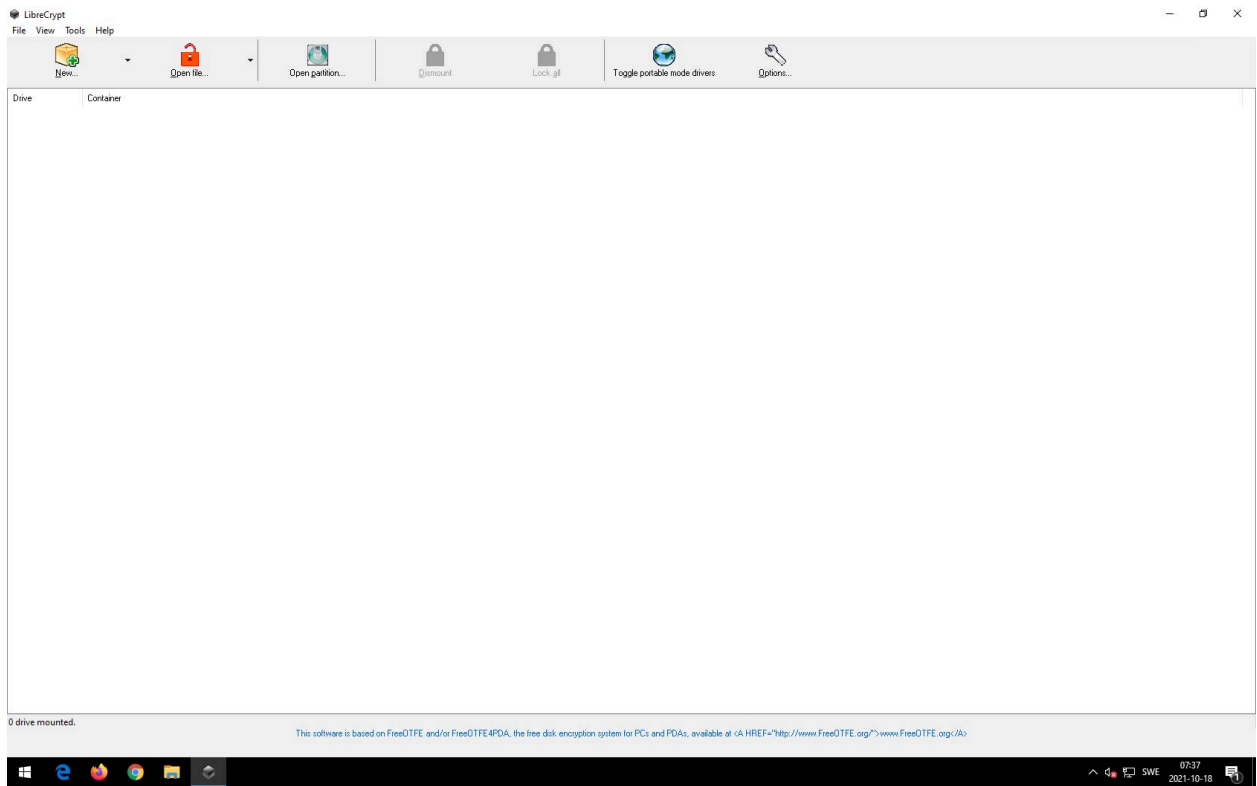 LibreCrypt
File View Tools Help
New... Open file... Open partition... Dismount Lock all Toggle portable mode drivers Options...
Drive Container
0 drive mounted.
This software is based on FreeOTFE and/or FreeOTFE4PDA, the free disk encryption system for PCs and PDAs, available at <A HREF="http://www.FreeOTFE.org/">www.FreeOTFE.org</A>
SWE
07:37
2021-10-18
1